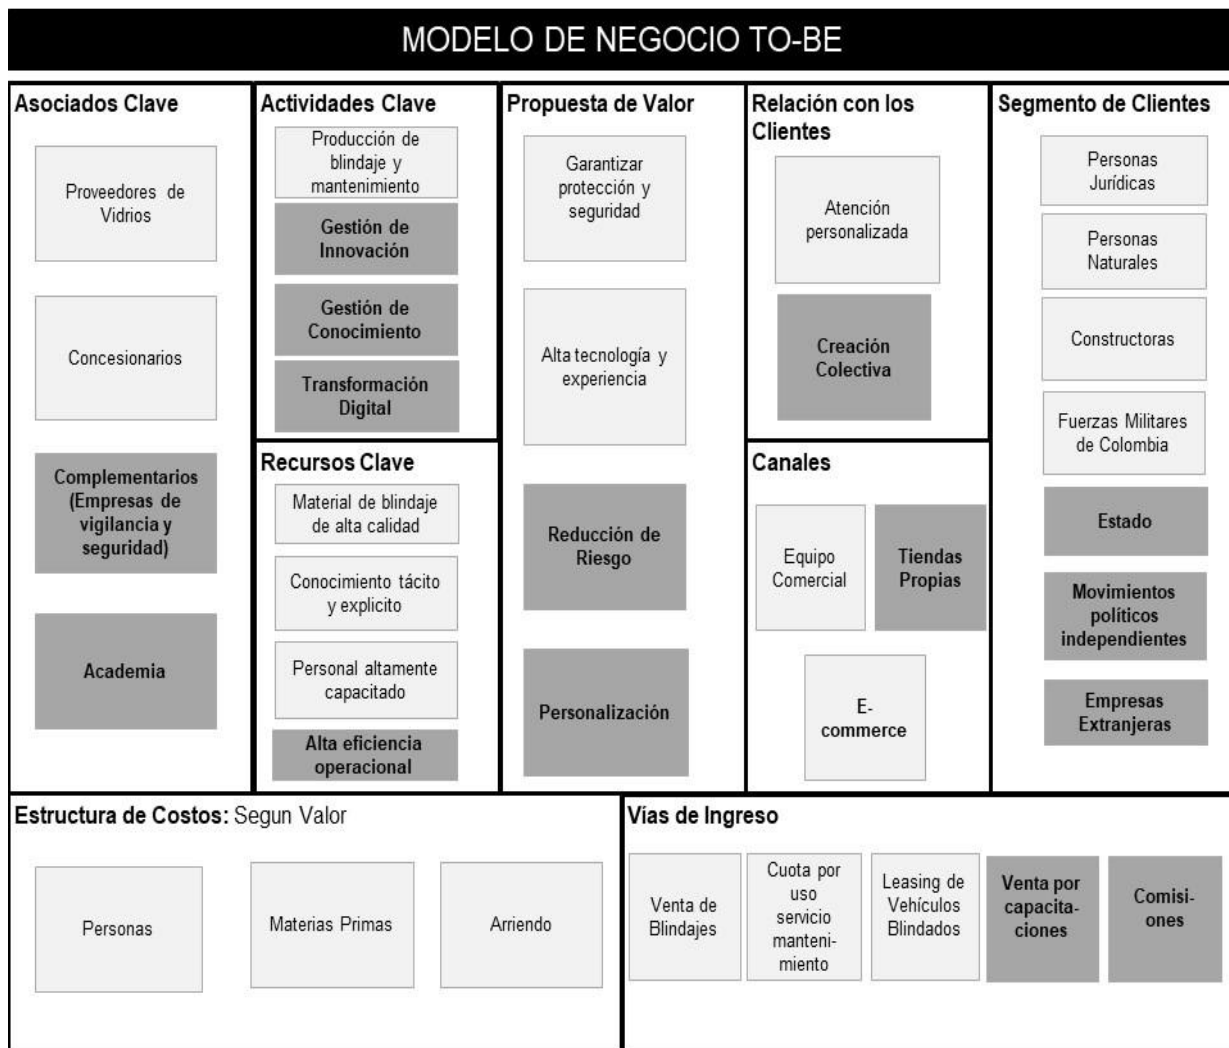 MODELO DE NEGOCIO TO-BE
Asociados Clave
Proveedores de
Vidrios
Concesionarios
Complementarios
(Empresas de
vigilancia y
seguridad)
Academia
Actividades Clave
Producción de
blindaje y
mantenimiento
Gestión de
Innovación
Gestión de
Conocimiento
Transformación
Digital
Recursos Clave
Material de blindaje
de alta calidad
Conocimiento tácito
y explicito
Personal altamente
capacitado
Alta eficiencia
operacional
Propuesta de Valor
Garantizar
protección y
seguridad
Alta tecnología y
experiencia
Reducción de
Riesgo
Personalización
Relación con los
Clientes
Atención
personalizada
Creación
Colectiva
Canales
Equipo
Comercial
Tiendas
Propias
E-
commerce
Segmento de Clientes
Personas
Jurídicas
Personas
Naturales
Constructoras
Fuerzas Militares
de Colombia
Estado
Movimientos
políticos
independientes
Empresas
Extranjeras
Estructura de Costos: Segun Valor
Personas
Materias Primas
Arriendo
Vías de Ingreso
Venta de
Blindajes
Cuota por
uso
servicio
manteni-
miento
Leasing de
Vehículos
Blindados
Venta por
capacita-
ciones
Comisi-
ones